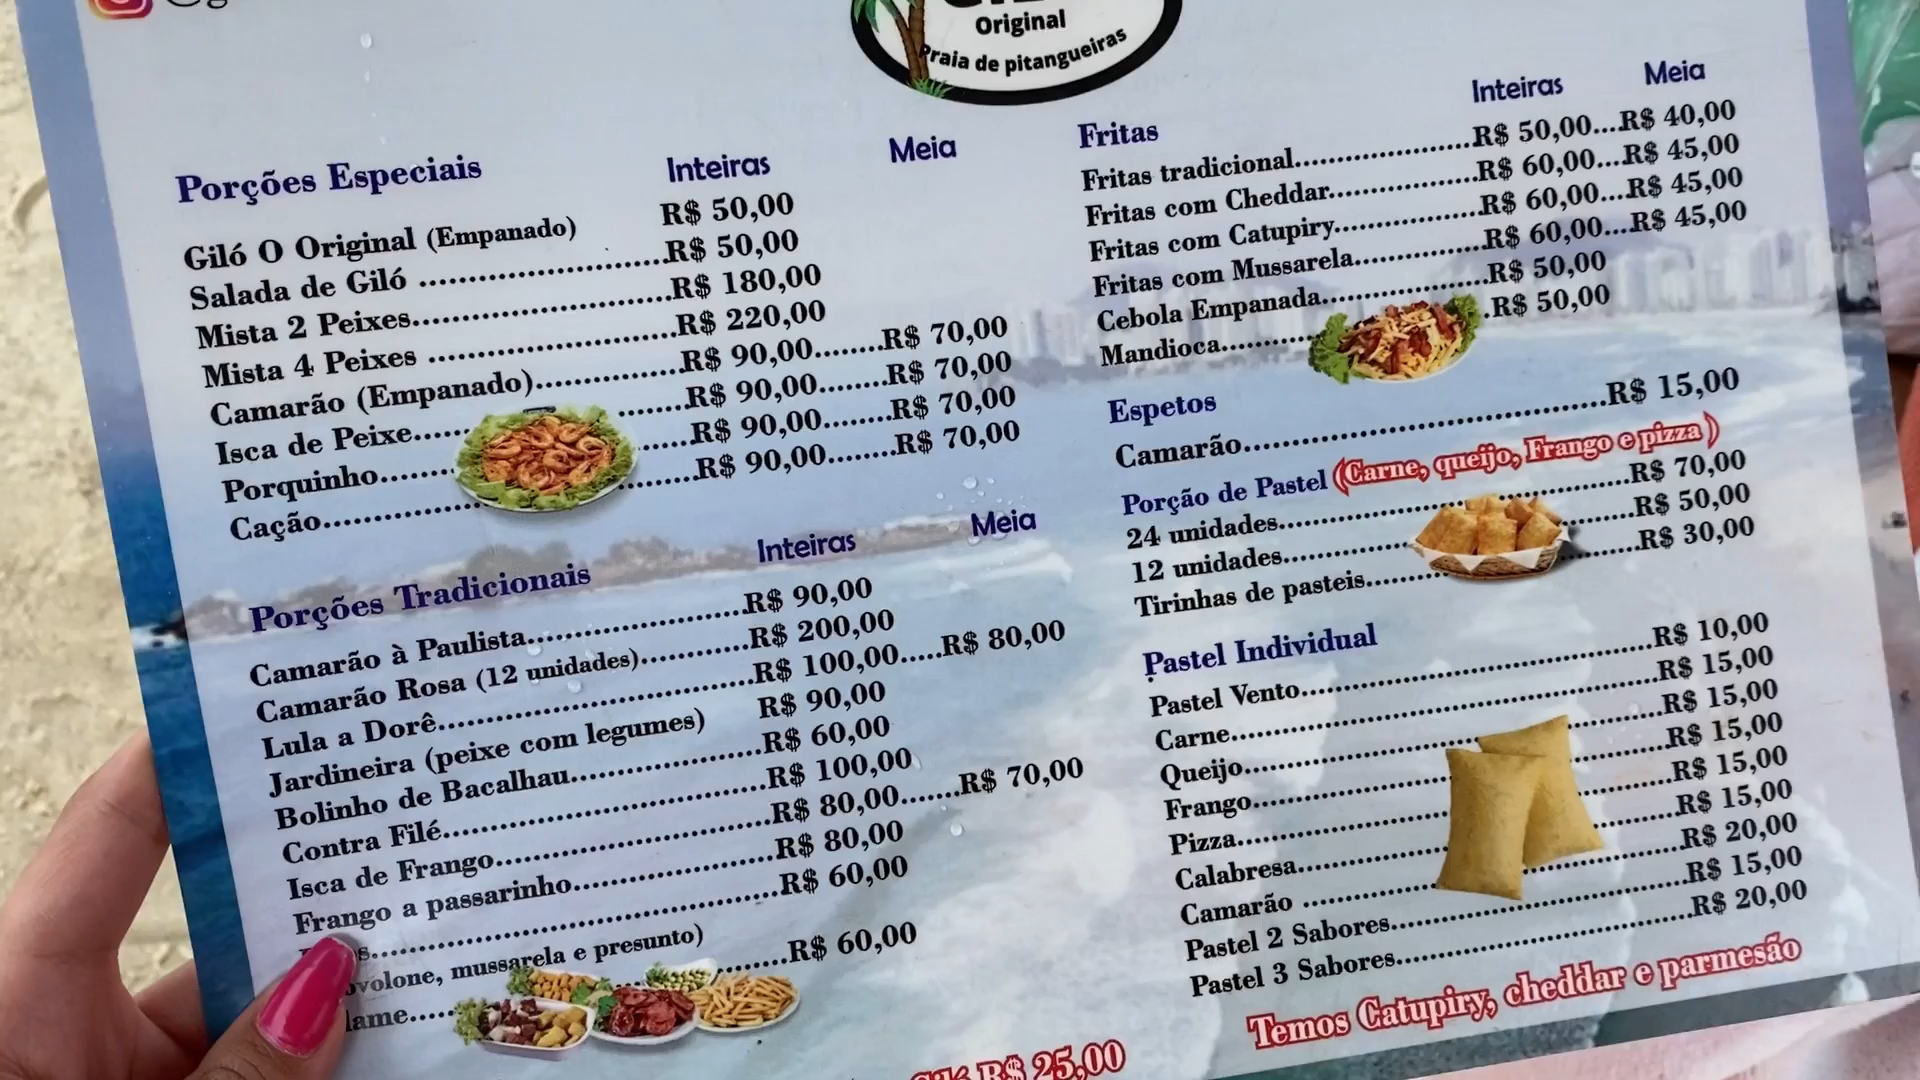 Original
Praia de pitangueiras
Porções Especiais Inteiras Meia
Giló O Original (Empanado) R$ 50,00
Salada de Giló ..............................R$ 50,00
Mista 2 Peixes................................R$ 180,00
Mista 4 Peixes ..............................R$ 220,00
Camarão (Empanado)..................R$ 90,00........R$ 70,00
Isca de Peixe...............R$ 90,00........R$ 70,00
Porquinho...............R$ 90,00........R$ 70,00
Cação...............R$ 90,00........R$ 70,00
Porções Tradicionais Inteiras Meia
Camarão à Paulista...........................R$ 90,00
Camarão Rosa (12 unidades).............R$ 200,00
Lula a Dorê.......................................R$ 100,00.....R$ 80,00
Jardineira (peixe com legumes) R$ 90,00
Bolinho de Bacalhau.......................R$ 60,00
Contra Filé.......................................R$ 100,00
Isca de Frango.................................R$ 80,00.......R$ 70,00
Frango a passarinho.........................R$ 80,00
s..................................................R$ 60,00
volone, mussarela e presunto)
lame...............R$ 60,00
R$ 25,00
Inteiras Meia
Fritas
Fritas tradicional......................R$ 50,00...R$ 40,00
Fritas com Cheddar..................R$ 60,00...R$ 45,00
Fritas com Catupiry..................R$ 60,00...R$ 45,00
Fritas com Mussarela................R$ 60,00...R$ 45,00
Cebola Empanada.....................R$ 50,00
Mandioca............R$ 50,00
Espetos
Camarão.............................................R$ 15,00
Porção de Pastel (Carne, queijo, Frango e pizza)
24 unidades...............................R$ 70,00
12 unidades...............................R$ 50,00
Tirinhas de pasteis....................R$ 30,00
Pastel Individual
Pastel Vento............................................R$ 10,00
Carne.....................................................R$ 15,00
Queijo....................................................R$ 15,00
Frango....................................................R$ 15,00
Pizza......................................................R$ 15,00
Calabresa................................................R$ 15,00
Camarão ................................................R$ 20,00
Pastel 2 Sabores.....................................R$ 15,00
Pastel 3 Sabores.....................................R$ 20,00
Temos Catupiry, cheddar e parmesão